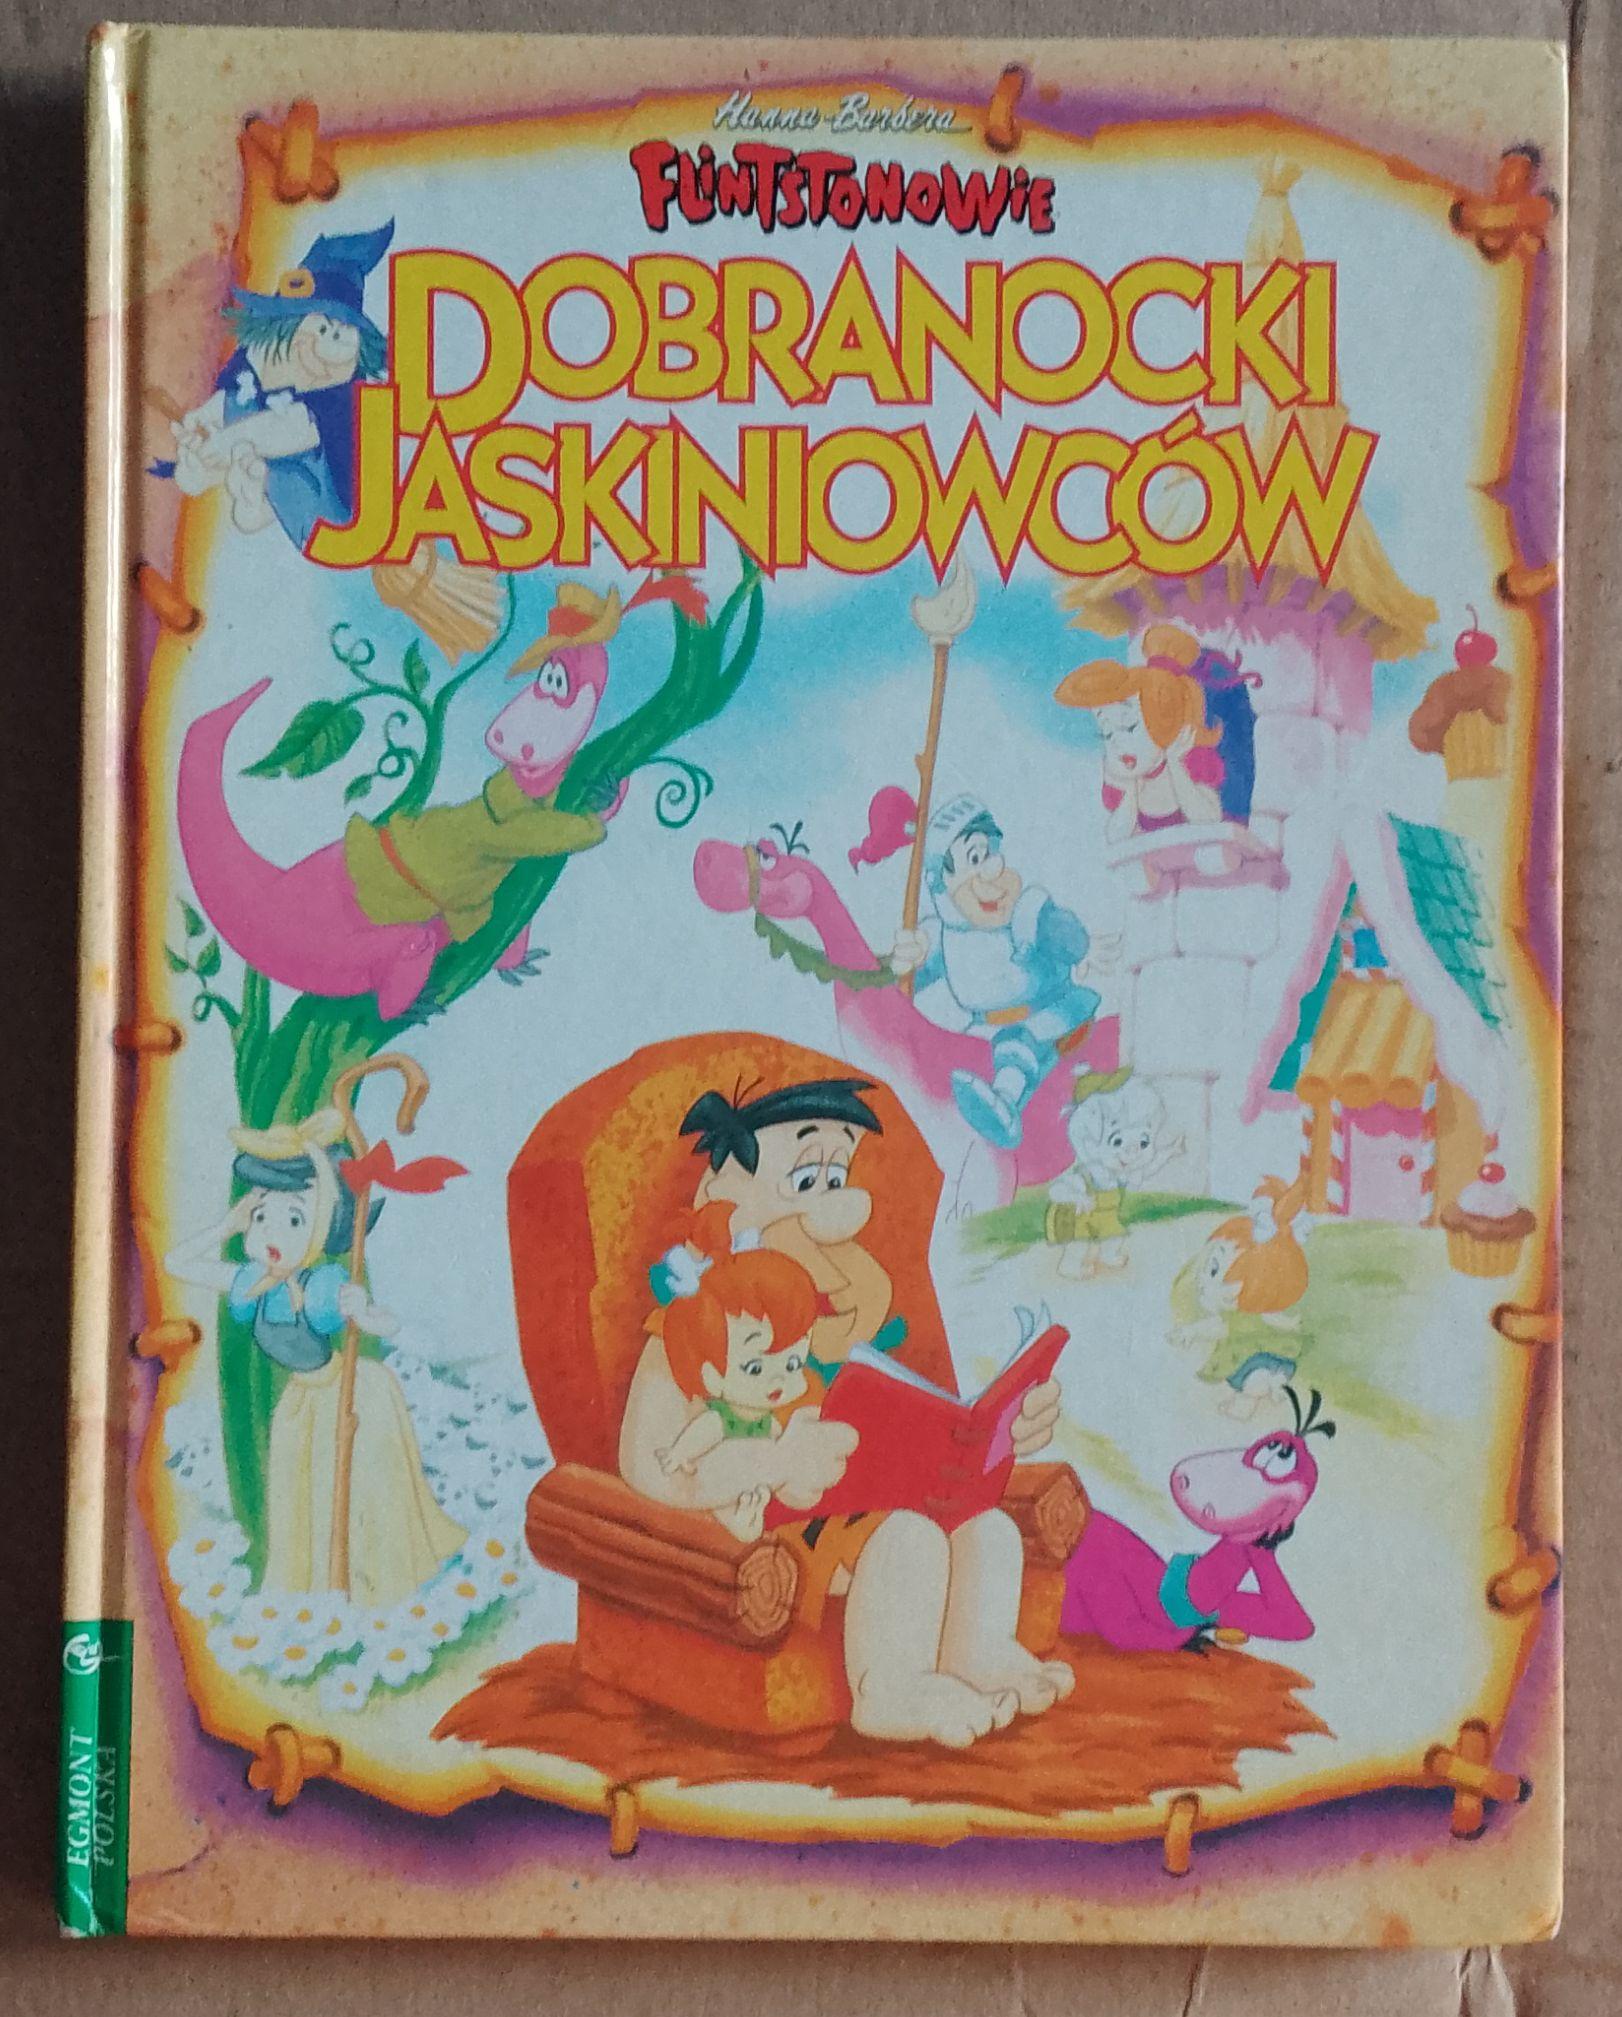 Hanna-Barbera
FLiNTSTONOWiE
DOBRANOCKI
JASKINIOWCÓW
EGMONT
POLSKA